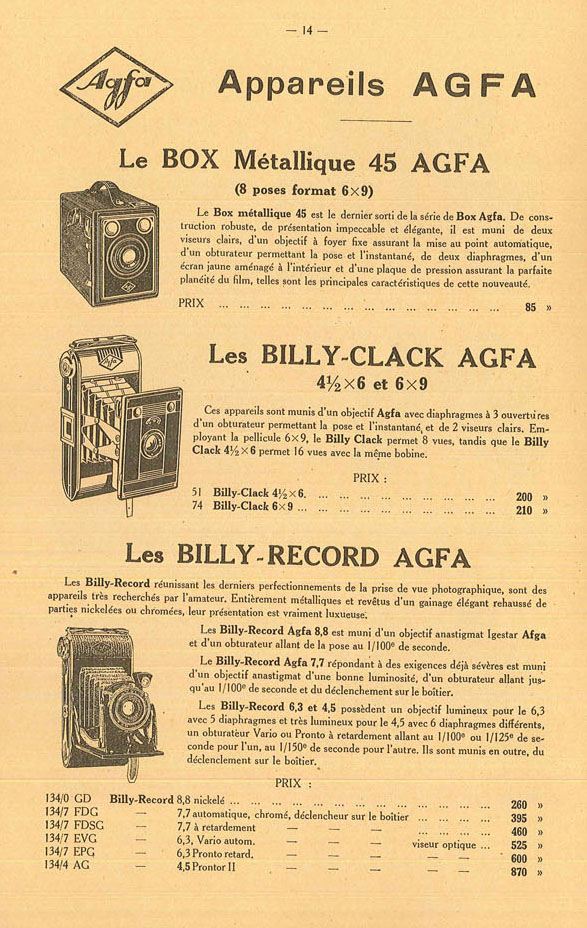 — 14 —
Agfa
Appareils AGFA
Le BOX Métallique 45 AGFA
(8 poses format 6×9)
Le Box métallique 45 est le dernier sorti de la série de Box Agfa. De cons-
truction robuste, de présentation impeccable et élégante, il est muni de deux
viseurs clairs, d'un objectif à foyer fixe assurant la mise au point automatique,
d'un obturateur permettant la pose et l'instantané, de deux diaphragmes, d'un
écran jaune aménagé à l'intérieur et d'une plaque de pression assurant la parfaite
planéité du film, telles sont les principales caractéristiques de cette nouveauté.
PRIX ... ... ... ... ... ... ... ... ... ... ... ... ... ... 85 »
Les BILLY-CLACK AGFA
4½×6 et 6×9
Ces appareils sont munis d'un objectif Agfa avec diaphragmes à 3 ouvertures
d'un obturateur permettant la pose et l'instantané, et de 2 viseurs clairs. Em-
ployant la pellicule 6×9, le Billy Clack permet 8 vues, tandis que le Billy
Clack 4½×6 permet 16 vues avec la même bobine.
PRIX :
51 Billy-Clack 4½×6. ... ... ... ... ... ... ... ... ... 200 »
74 Billy-Clack 6×9 ... ... ... ... ... ... ... ... ... ... 210 »
Les BILLY-RECORD AGFA
Les Billy-Record réunissant les derniers perfectionnements de la prise de vue photographique, sont des
appareils très recherchés par l'amateur. Entièrement métalliques et revêtus d'un gainage élégant rehaussé de
parties nickelées ou chromées, leur présentation est vraiment luxueuse.
Les Billy-Record Agfa 8,8 est muni d'un objectif anastigmat Igestar Afga
et d'un obturateur allant de la pose au 1/100e de seconde.
Le Billy-Record Agfa 7,7 répondant à des exigences déjà sévères est muni
d'un objectif anastigmat d'une bonne luminosité, d'un obturateur allant jus-
qu'au 1/100e de seconde et du déclenchement sur le boîtier.
Les Billy-Record 6,3 et 4,5 possèdent un objectif lumineux pour le 6,3
avec 5 diaphragmes et très lumineux pour le 4,5 avec 6 diaphragmes différents,
un obturateur Vario ou Pronto à retardement allant au 1/100e ou 1/125e de se-
conde pour l'un, au 1/150e de seconde pour l'autre. Ils sont munis en outre, du
déclenclement sur le boîtier.
PRIX :
134/0 GD Billy-Record 8,8 nickelé ... ... ... ... ... ... ... ... ... ... 260 »
134/7 FDG — 7,7 automatique, chromé, déclencheur sur le boîtier ... ... ... ... 395 »
134/7 FDSG — 7,7 à retardement — — — ... ... ... ... 460 »
134/7 EVG — 6,3, Vario autom. — — — viseur optique ... 525 »
134/7 EPG — 6,3 Pronto retard. — — — — — 600 »
134/4 AG — 4,5 Prontor II — — — — — 870 »